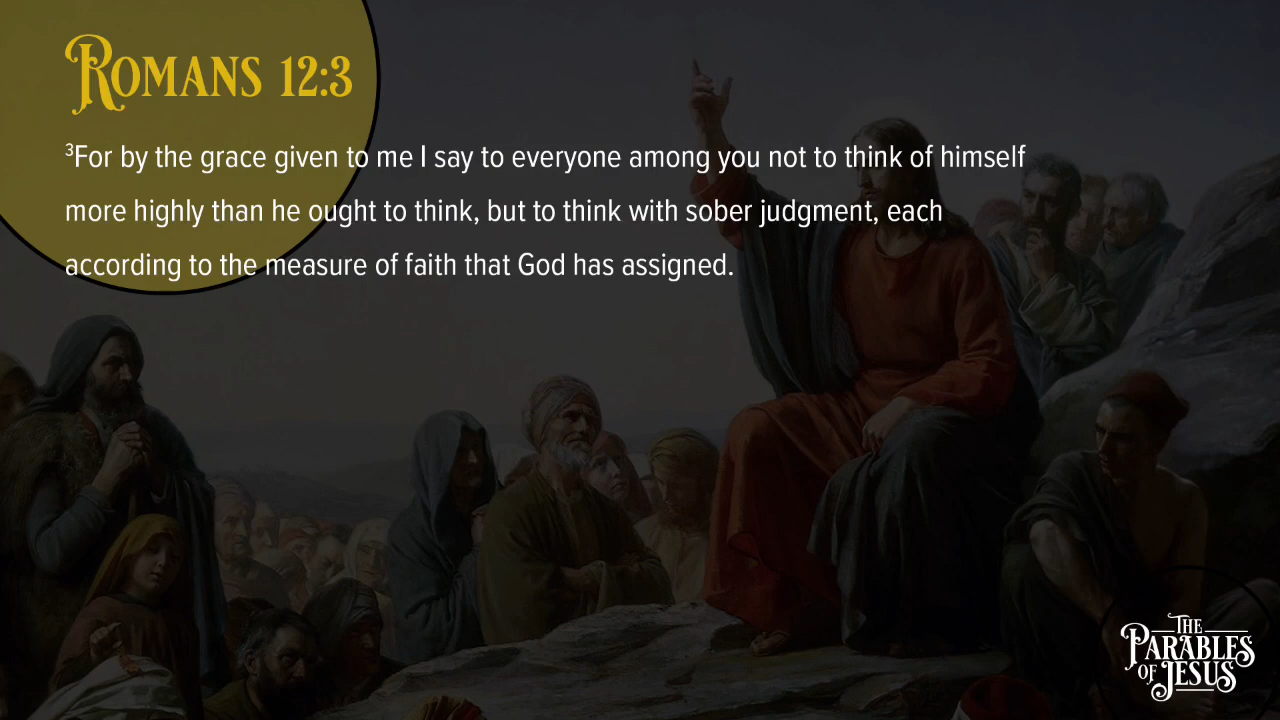 Romans 12:3
³For by the grace given to me I say to everyone among you not to think of himself
more highly than he ought to think, but to think with sober judgment, each
according to the measure of faith that God has assigned.
The
Parables
of Jesus